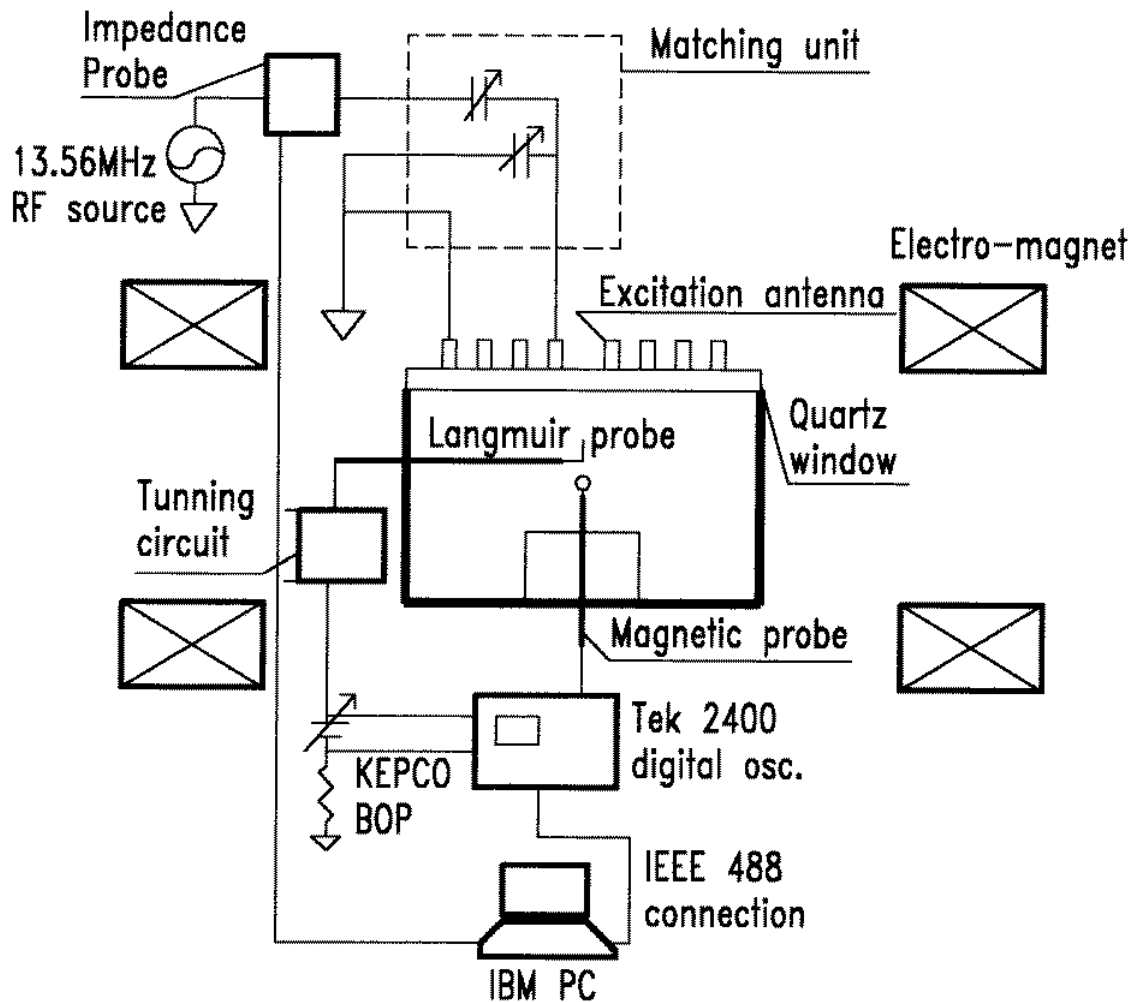 Impedance
Probe
Matching unit
13.56MHz
RF source
Electro-magnet
Excitation antenna
Quartz
window
Langmuir probe
Tunning
circuit
Magnetic probe
Tek 2400
digital osc.
KEPCO
BOP
IEEE 488
connection
IBM PC